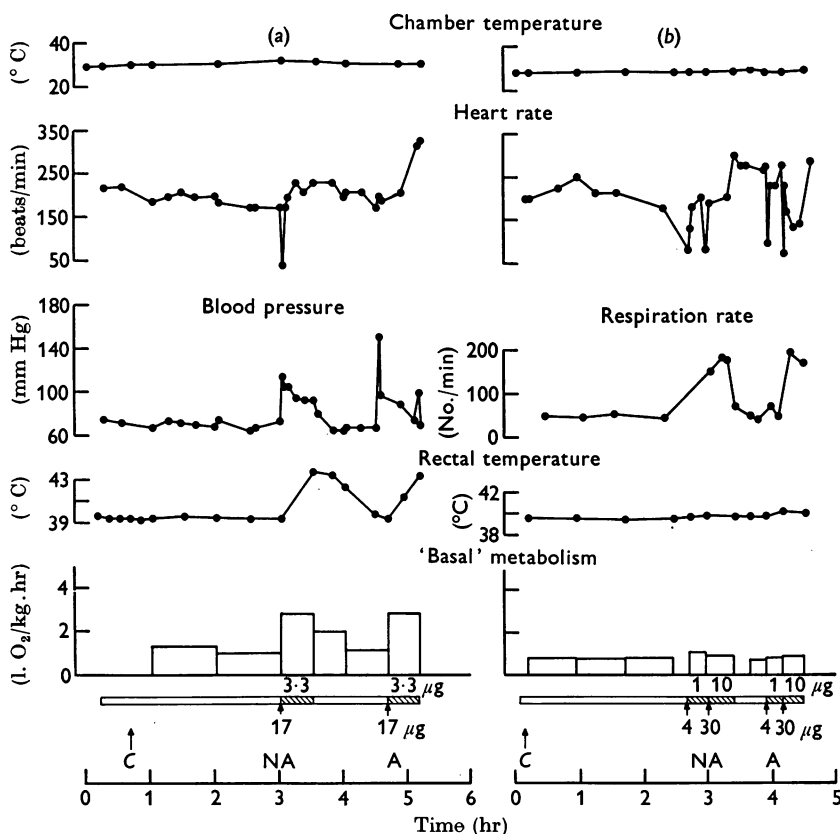 Chamber temperature
(a) (b)
(° C)
40
20
Heart rate
(beats/min)
350
250
150
50
Blood pressure
(mm Hg)
180
140
100
60
Respiration rate
(No./min)
200
100
0
Rectal temperature
(° C)
43
39
(°C)
42
38
'Basal' metabolism
(l. O₂/kg.hr)
4
2
0
3·3 3·3 μg
17 17 μg
1 10 1 10 μg
4 30 4 30 μg
C NA A
C NA A
0 1 2 3 4 5 6
0 1 2 3 4 5
Time (hr)